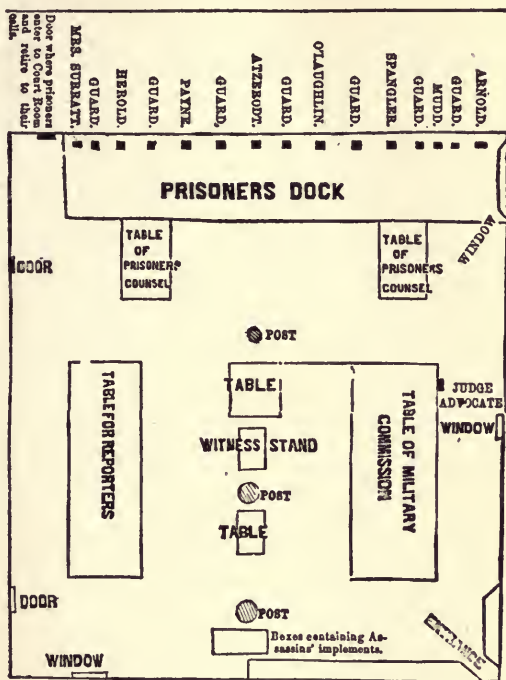 Door where prisoners
enter to Court Room
and retire to their
cells.
MRS. SURRATT.
GUARD.
HEROLD.
GUARD.
PAYNE
GUARD,
ATZERODT.
GUARD.
O'LAUGHLIN.
GUARD.
SPANGLER.
GUARD.
MUDD.
GUARD.
ARNOLD.
PRISONERS DOCK
WINDOW
DOOR
TABLE
OF
PRISONERS
COUNSEL
TABLE
OF
PRISONERS
COUNSEL
POST
TABLE FOR REPORTERS
TABLE
TABLE OF MILITARY
COMMISSION
JUDGE
ADVOCATE
WINDOW
WITNESS STAND
POST
TABLE
DOOR
POST
Boxes containing As-
sassins' implements.
ENTRANCE
WINDOW